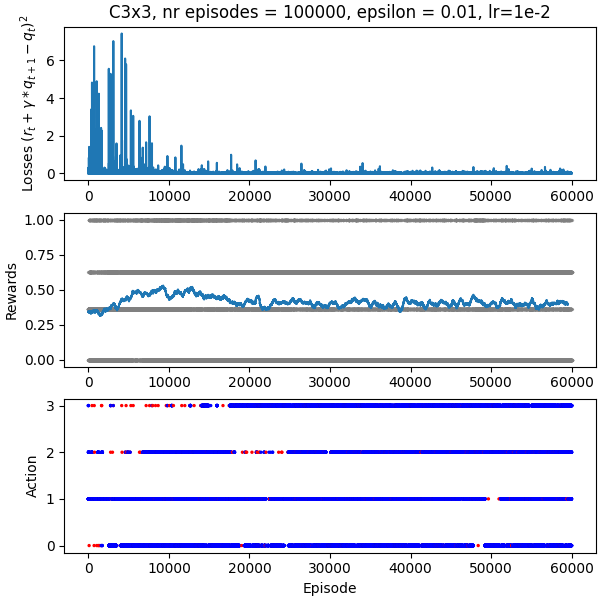 C3x3, nr episodes = 100000, epsilon = 0.01, lr=1e-2
Losses $(r_t + \gamma * q_{t+1} - q_t)^2$
6
4
2
0
0 10000 20000 30000 40000 50000 60000
Rewards
1.00
0.75
0.50
0.25
0.00
0 10000 20000 30000 40000 50000 60000
Action
3
2
1
0
0 10000 20000 30000 40000 50000 60000
Episode